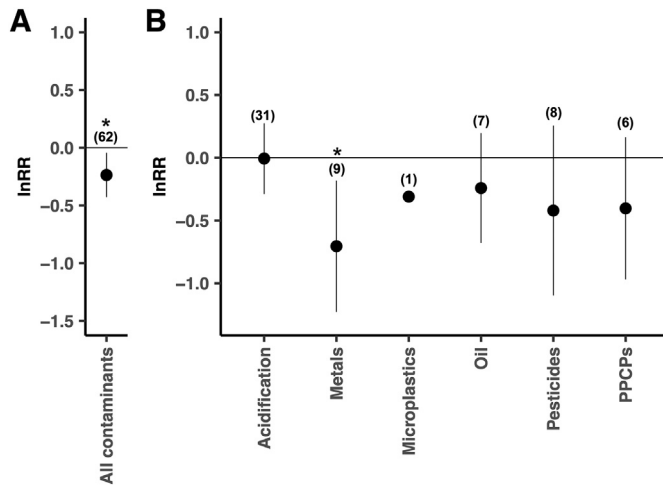 A
1.0
0.5
0.0
−0.5
−1.0
−1.5
lnRR
*
(62)
All contaminants
B
1.0
0.5
0.0
−0.5
−1.0
lnRR
(31)
*
(9)
(1)
(7)
(8)
(6)
Acidification
Metals
Microplastics
Oil
Pesticides
PPCPs